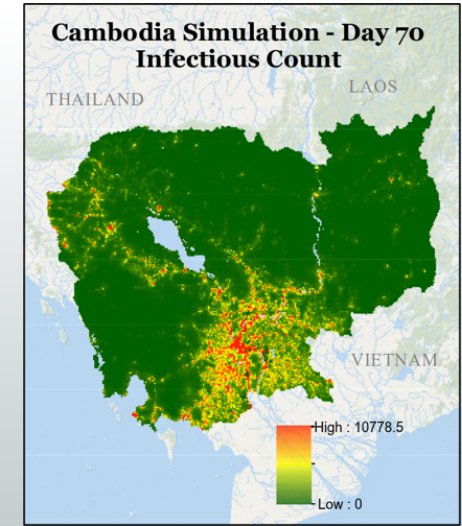 Cambodia Simulation - Day 70
Infectious Count
LAOS
THAILAND
VIETNAM
High : 10778.5
Low : 0